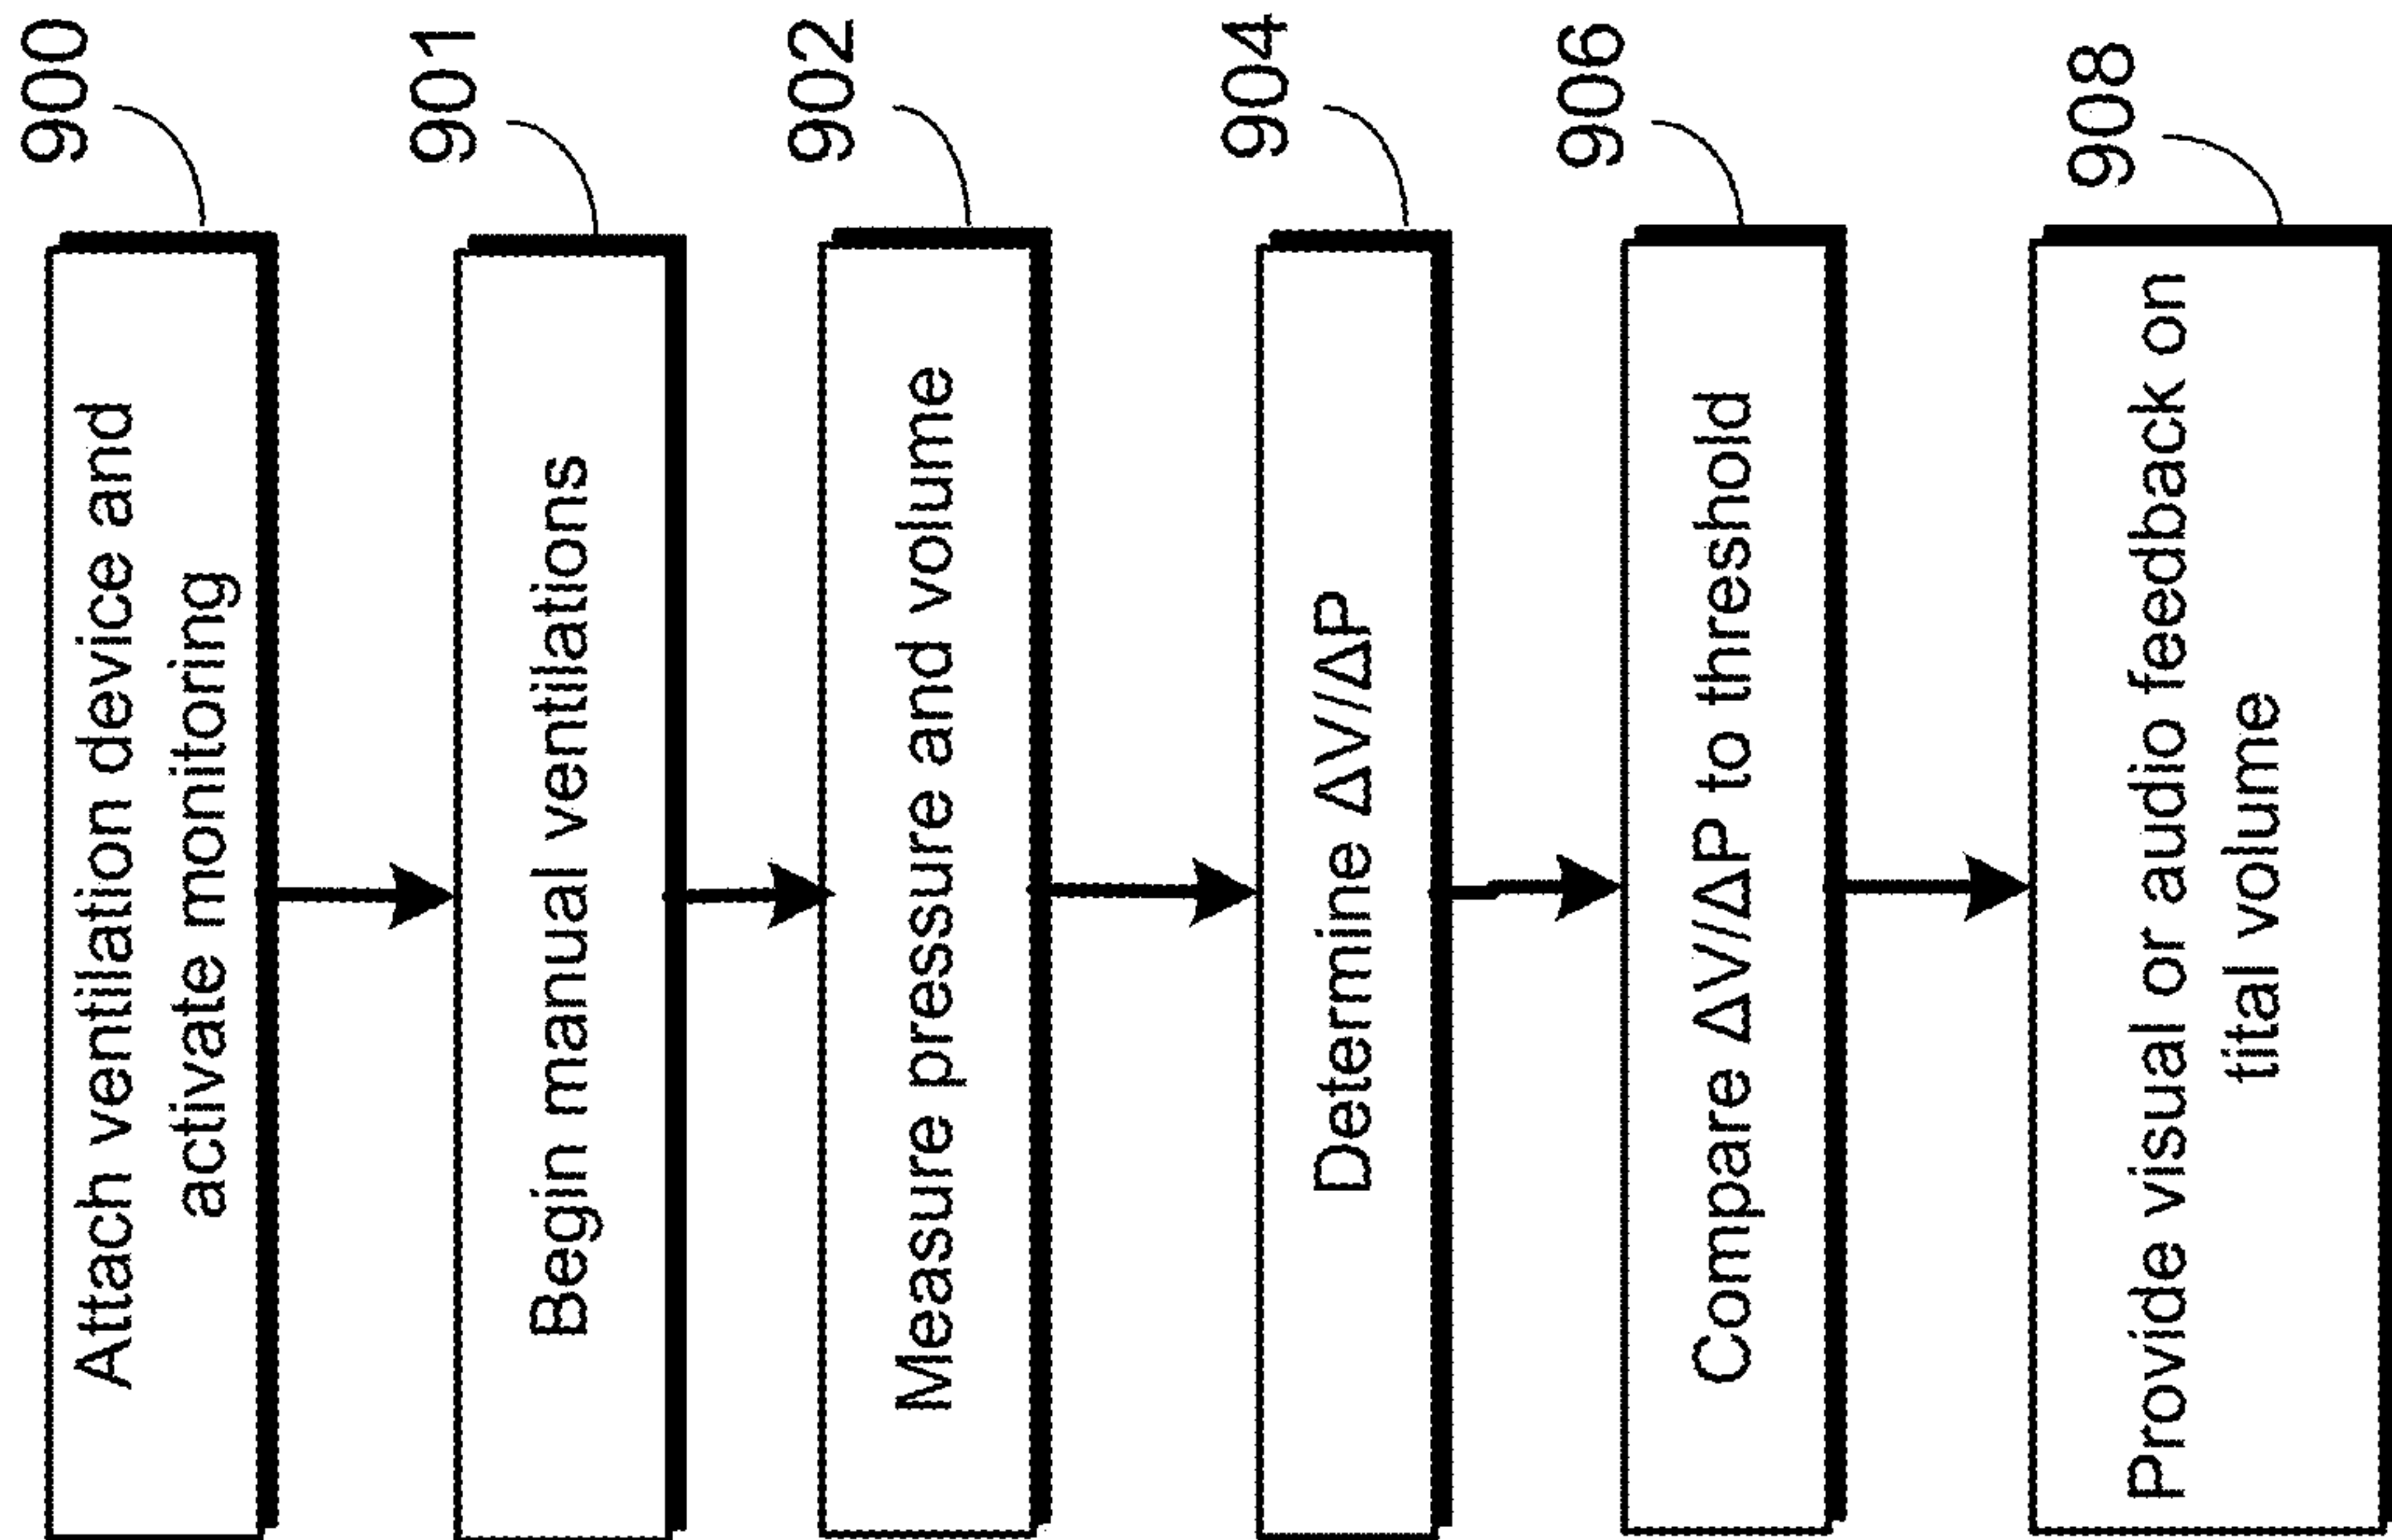 900
Attach ventilation device and
activate monitoring
901
Begin manual ventilations
902
Measure pressure and volume
904
Determine ΔV/ΔP
906
Compare ΔV/ΔP to threshold
908
Provide visual or audio feedback on
tital volume